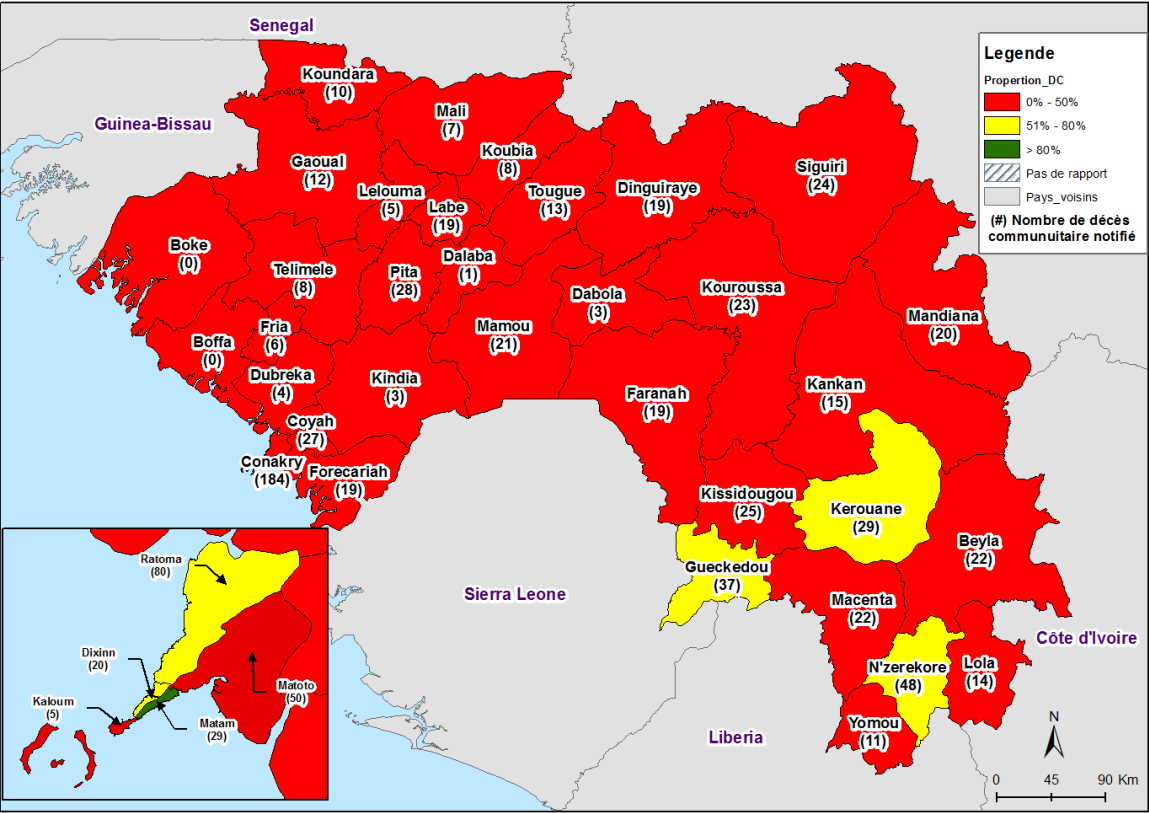 Senegal
Guinea-Bissau
Koundara
(10)
Mali
(7)
Koubia
(8)
Gaoual
(12)
Lelouma
(5)
Labe
(19)
Tougue
(13)
Dinguiraye
(19)
Siguiri
(24)
Boke
(0)
Telimele
(8)
Pita
(28)
Dalaba
(1)
Dabola
(3)
Kouroussa
(23)
Mandiana
(20)
Boffa
(0)
Fria
(6)
Mamou
(21)
Dubreka
(4)
Kindia
(3)
Faranah
(19)
Kankan
(15)
Coyah
(27)
Conakry
(184)
Forecariah
(19)
Kissidougou
(25)
Kerouane
(29)
Beyla
(22)
Gueckedou
(37)
Macenta
(22)
Sierra Leone
N'zerekore
(48)
Lola
(14)
Côte d'Ivoire
Yomou
(11)
Liberia
Legende
Propertion_DC
0% - 50%
51% - 80%
> 80%
Pas de rapport
Pays_voisins
(#) Nombre de décès
communuitaire notifié
Ratoma
(80)
Dixinn
(20)
Kaloum
(5)
Matoto
(50)
Matam
(29)
N
0 45 90 Km